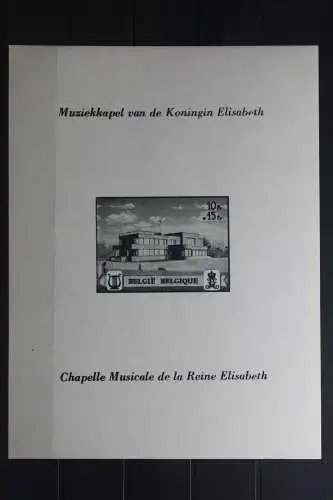 Muziekkapel van de Koningin Elisabeth
10F.
+15F.
BELGIË BELGIQUE
Chapelle Musicale de la Reine Elisabeth